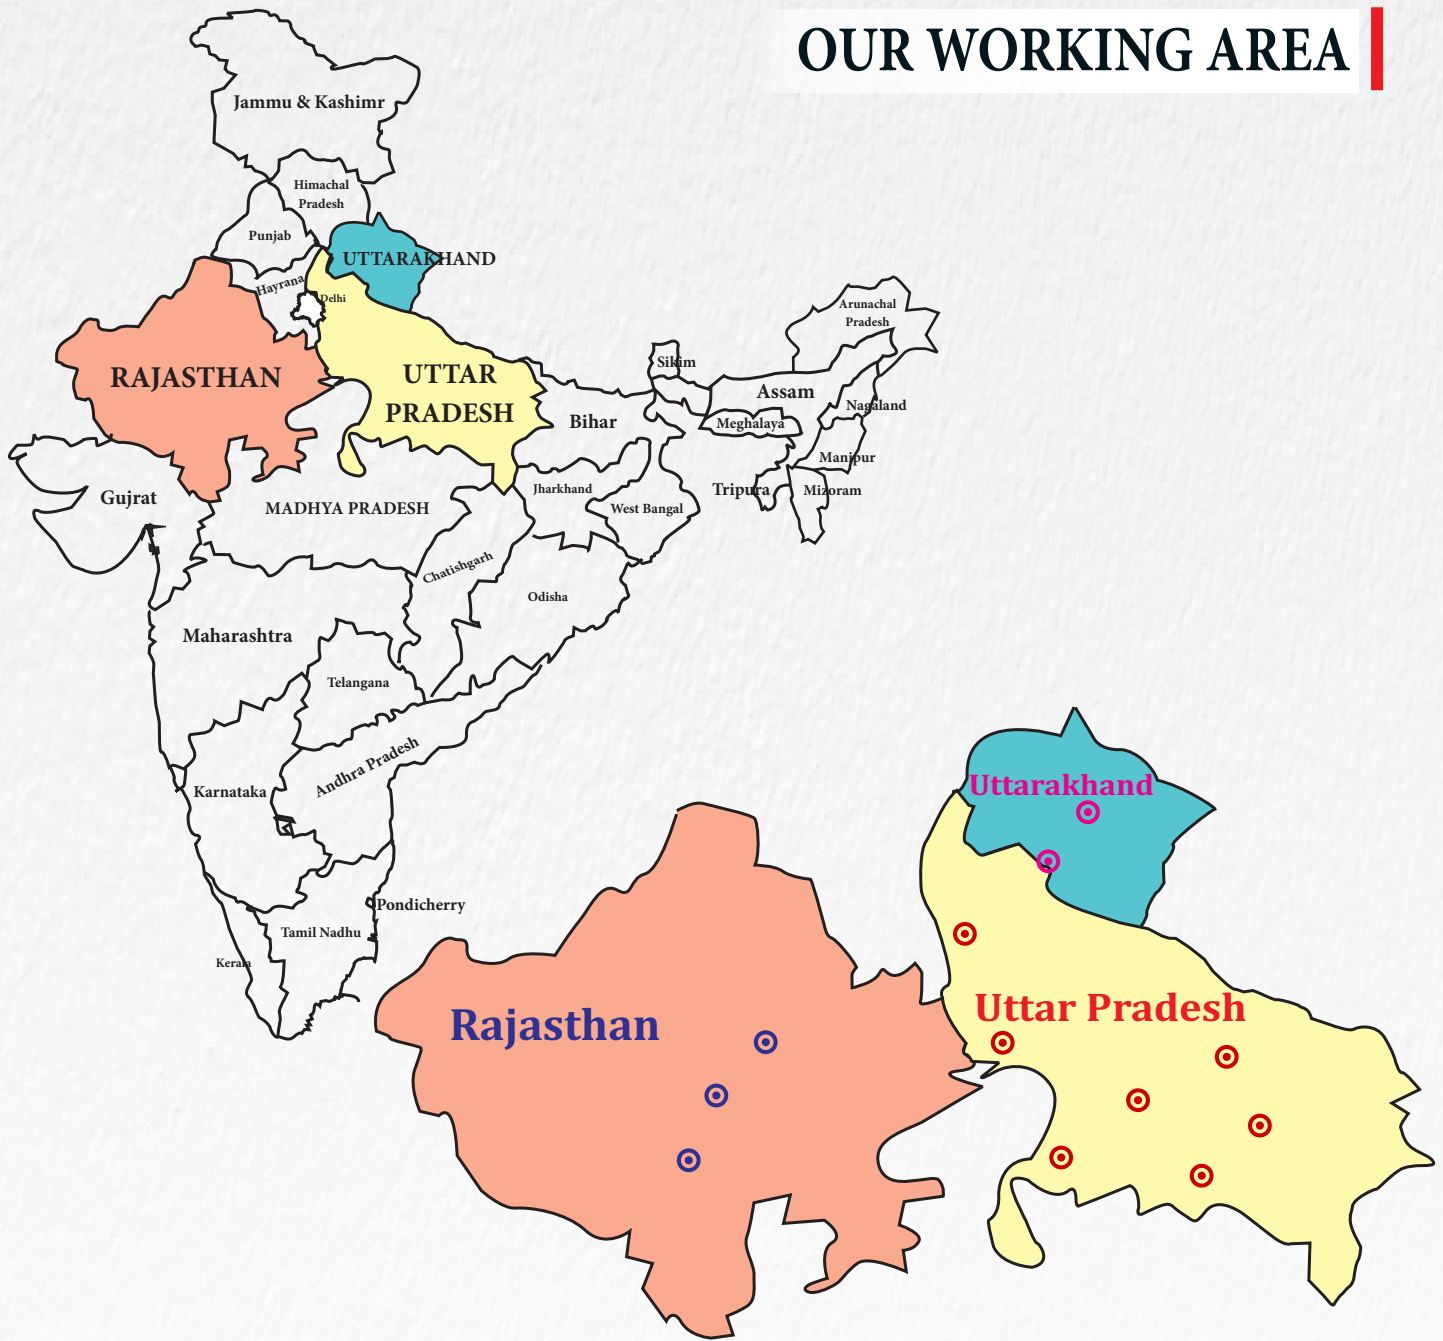 OUR WORKING AREA
Jammu & Kashimr
Himachal
Pradesh
Punjab
UTTARAKHAND
Hayrana
Delhi
RAJASTHAN
UTTAR
PRADESH
Arunachal
Pradesh
Sikim
Assam
Nagaland
Meghalaya
Bihar
Manipur
Tripura
Mizoram
Gujrat
MADHYA PRADESH
Jharkhand
West Bangal
Chatishgarh
Odisha
Maharashtra
Telangana
Andhra Pradesh
Karnataka
Pondicherry
Tamil Nadhu
Kerala
Uttarakhand
Uttar Pradesh
Rajasthan